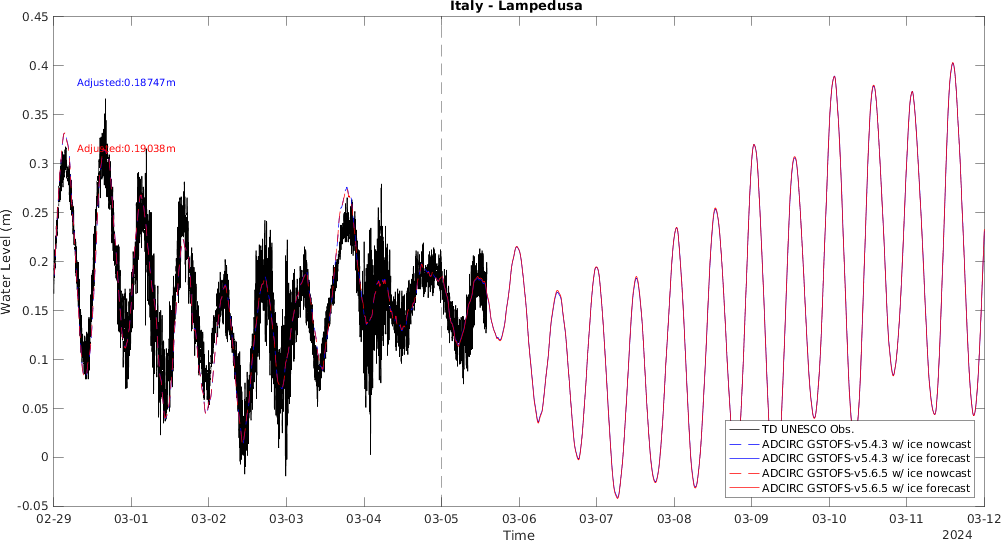 Italy - Lampedusa
Water Level (m)
0.45
0.4
0.35
0.3
0.25
0.2
0.15
0.1
0.05
0
-0.05
Adjusted:0.18747m
Adjusted:0.19038m
TD UNESCO Obs.
ADCIRC GSTOFS-v5.4.3 w/ ice nowcast
ADCIRC GSTOFS-v5.4.3 w/ ice forecast
ADCIRC GSTOFS-v5.6.5 w/ ice nowcast
ADCIRC GSTOFS-v5.6.5 w/ ice forecast
02-29 03-01 03-02 03-03 03-04 03-05 03-06 03-07 03-08 03-09 03-10 03-11 03-12
Time
2024